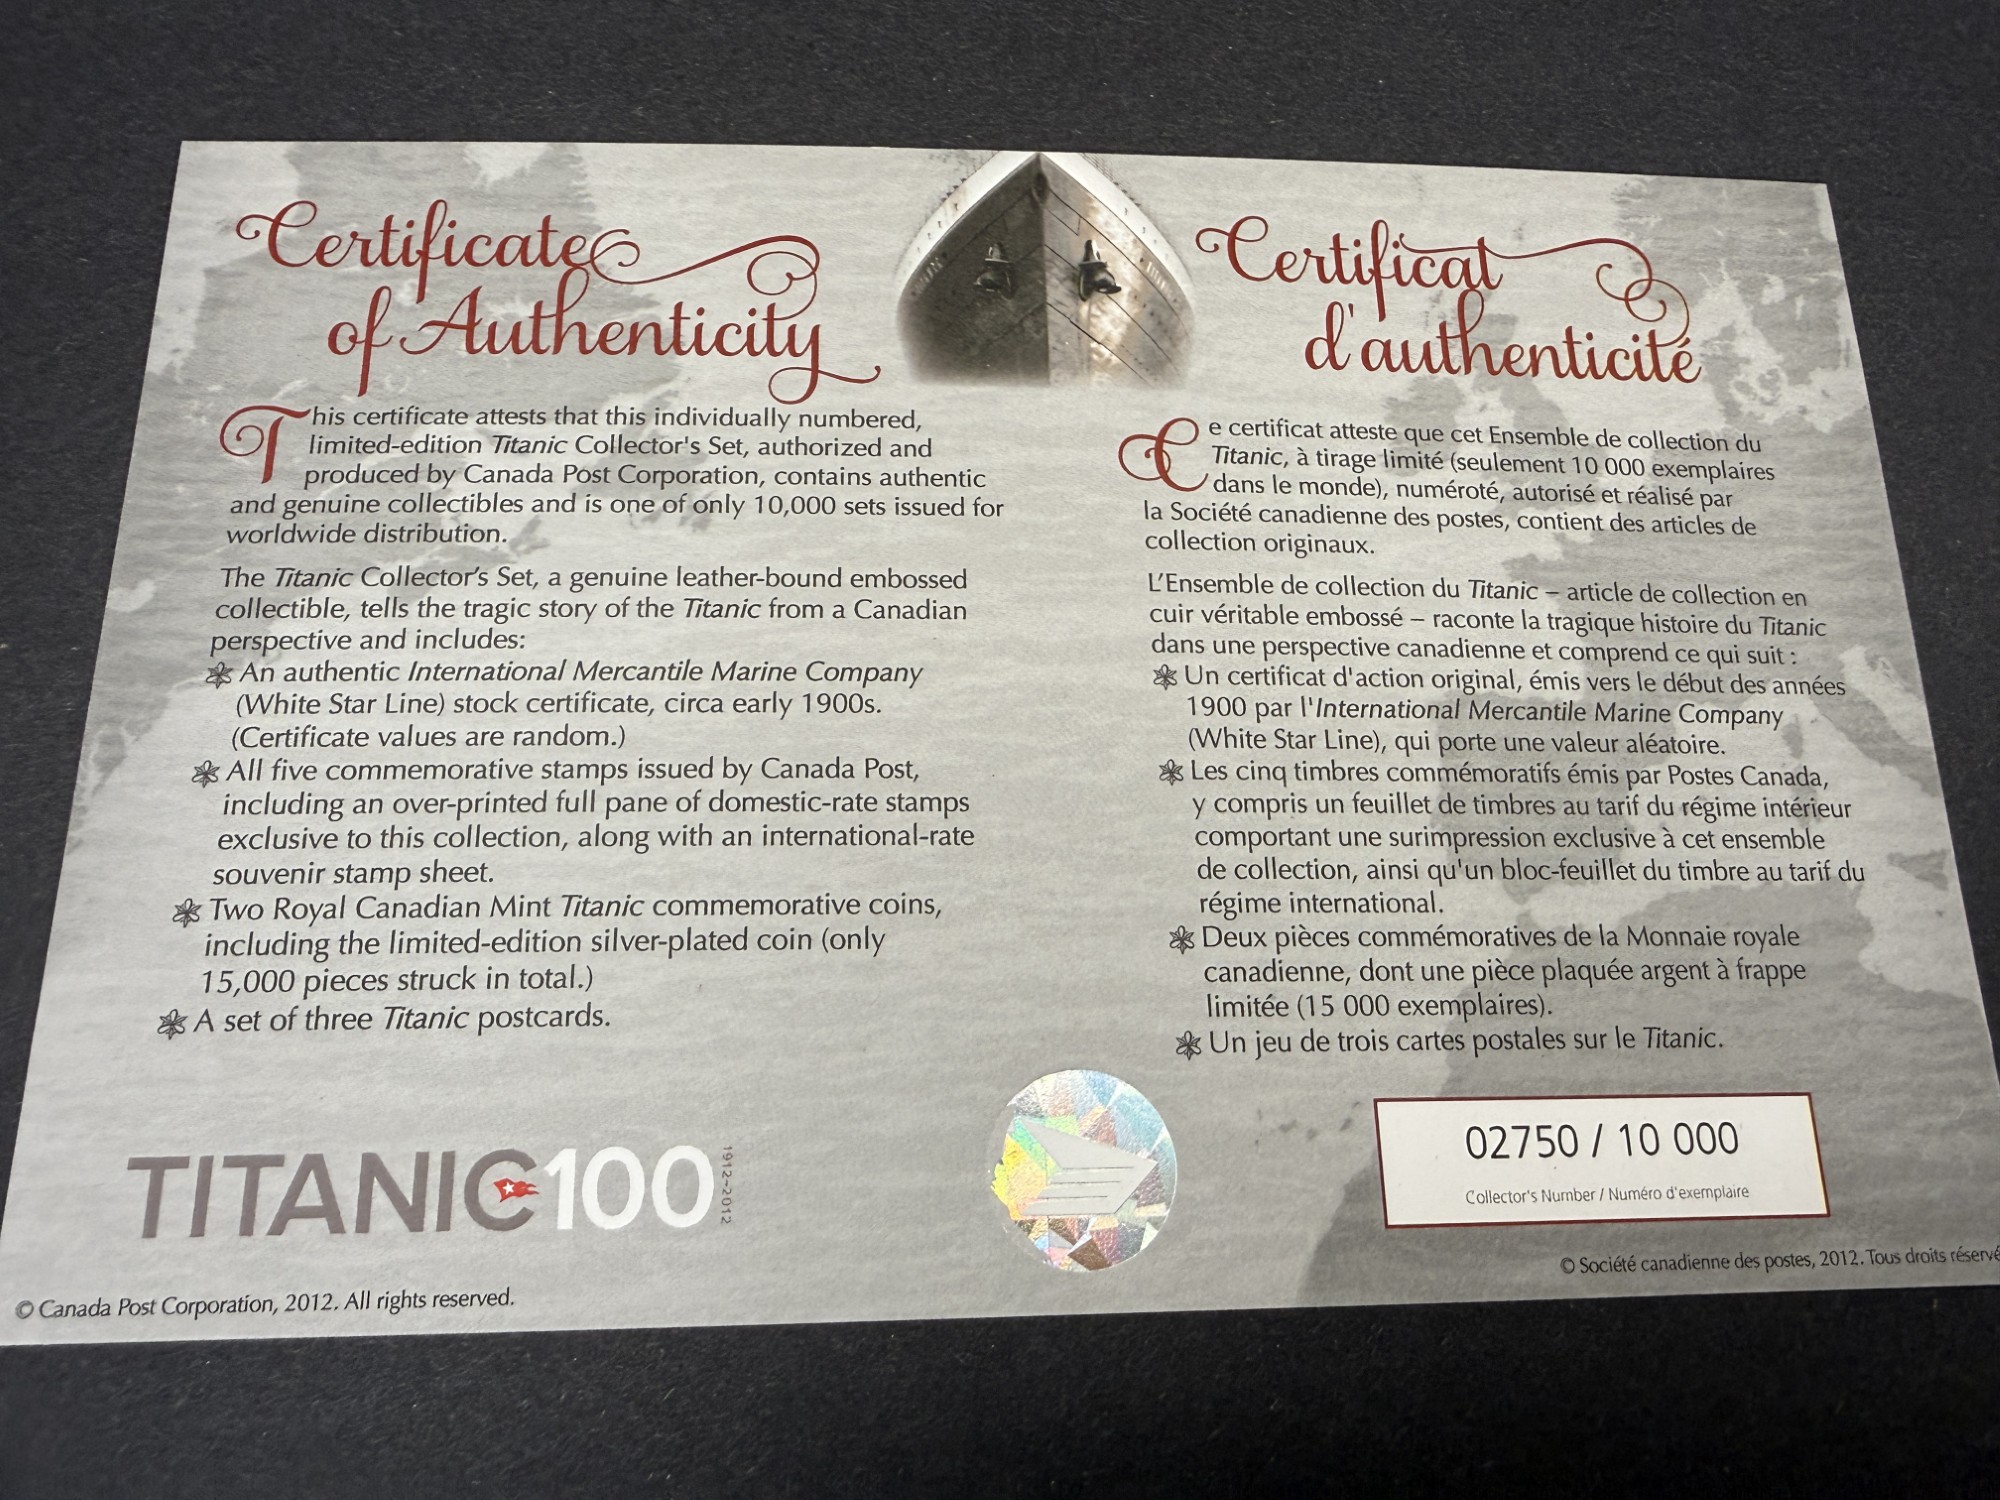 Certificate
of Authenticity
This certificate attests that this individually numbered,
limited-edition Titanic Collector's Set, authorized and
produced by Canada Post Corporation, contains authentic
and genuine collectibles and is one of only 10,000 sets issued for
worldwide distribution.
The Titanic Collector's Set, a genuine leather-bound embossed
collectible, tells the tragic story of the Titanic from a Canadian
perspective and includes:
An authentic International Mercantile Marine Company
(White Star Line) stock certificate, circa early 1900s.
(Certificate values are random.)
All five commemorative stamps issued by Canada Post,
including an over-printed full pane of domestic-rate stamps
exclusive to this collection, along with an international-rate
souvenir stamp sheet.
Two Royal Canadian Mint Titanic commemorative coins,
including the limited-edition silver-plated coin (only
15,000 pieces struck in total.)
A set of three Titanic postcards.
TITANIC100
1912-2012
© Canada Post Corporation, 2012. All rights reserved.
Certificat
d'authenticité
Ce certificat atteste que cet Ensemble de collection du
Titanic, à tirage limité (seulement 10 000 exemplaires
dans le monde), numéroté, autorisé et réalisé par
la Société canadienne des postes, contient des articles de
collection originaux.
L'Ensemble de collection du Titanic – article de collection en
cuir véritable embossé – raconte la tragique histoire du Titanic
dans une perspective canadienne et comprend ce qui suit :
Un certificat d'action original, émis vers le début des années
1900 par l'International Mercantile Marine Company
(White Star Line), qui porte une valeur aléatoire.
Les cinq timbres commémoratifs émis par Postes Canada,
y compris un feuillet de timbres au tarif du régime intérieur
comportant une surimpression exclusive à cet ensemble
de collection, ainsi qu'un bloc-feuillet du timbre au tarif du
régime international.
Deux pièces commémoratives de la Monnaie royale
canadienne, dont une pièce plaquée argent à frappe
limitée (15 000 exemplaires).
Un jeu de trois cartes postales sur le Titanic.
02750 / 10 000
Collector's Number / Numéro d'exemplaire
© Société canadienne des postes, 2012. Tous droits réservé